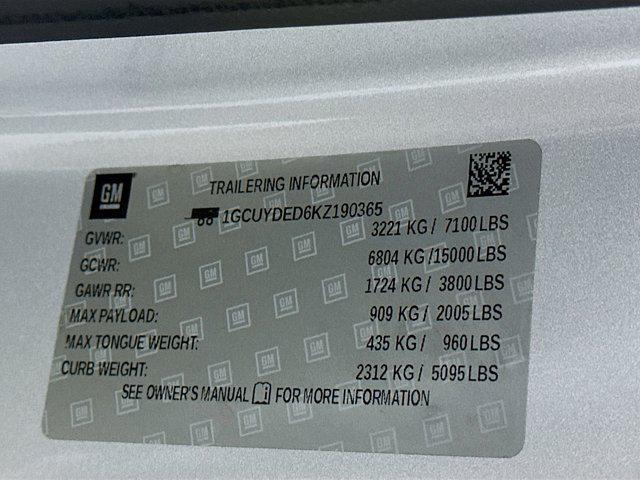 GM
TRAILERING INFORMATION
1GCUYDED6KZ190365
GVWR: 3221 KG / 7100 LBS
GCWR: 6804 KG /15000 LBS
GAWR RR: 1724 KG / 3800 LBS
MAX PAYLOAD: 909 KG / 2005 LBS
MAX TONGUE WEIGHT: 435 KG / 960 LBS
CURB WEIGHT: 2312 KG / 5095 LBS
SEE OWNER'S MANUAL FOR MORE INFORMATION